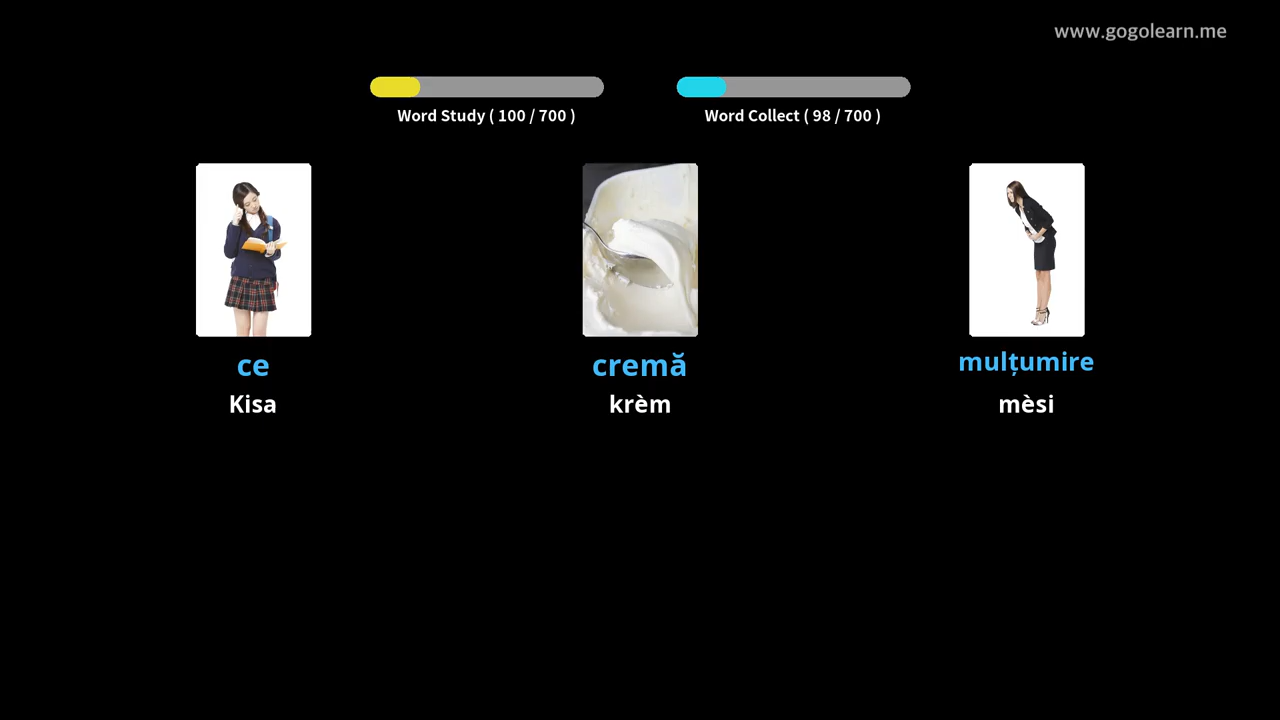 www.gogolearn.me
Word Study ( 100 / 700 )
Word Collect ( 98 / 700 )
ce
cremă
mulțumire
Kisa
krèm
mèsi